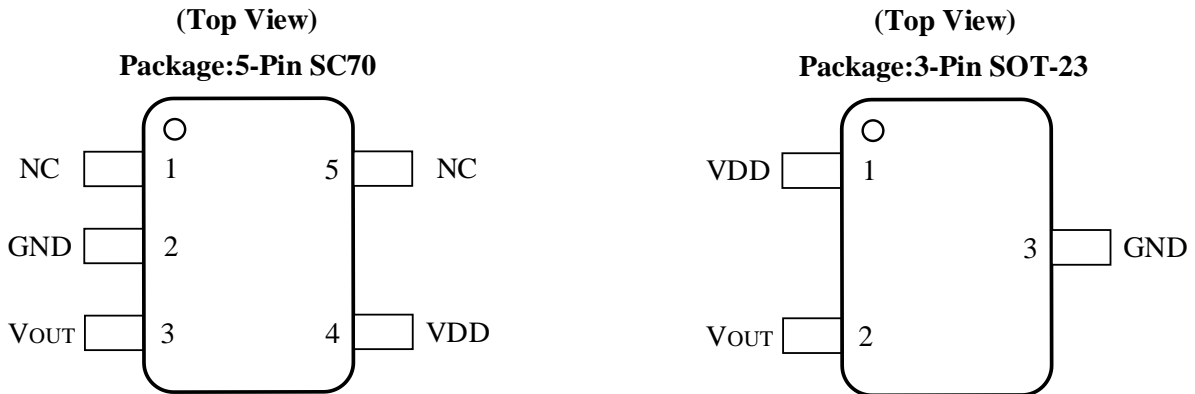 (Top View)
Package:5-Pin SC70
NC 1 5 NC
GND 2
VOUT 3 4 VDD
(Top View)
Package:3-Pin SOT-23
VDD 1
3 GND
VOUT 2